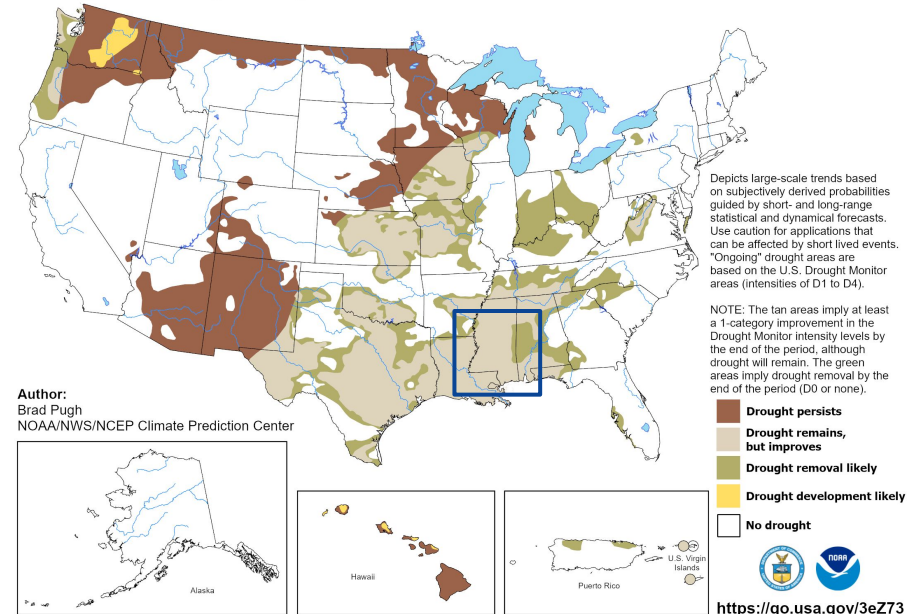 Depicts large-scale trends based
on subjectively derived probabilities
guided by short- and long-range
statistical and dynamical forecasts.
Use caution for applications that
can be affected by short lived events.
"Ongoing" drought areas are
based on the U.S. Drought Monitor
areas (intensities of D1 to D4).
NOTE: The tan areas imply at least
a 1-category improvement in the
Drought Monitor intensity levels by
the end of the period, although
drought will remain. The green
areas imply drought removal by the
end of the period (D0 or none).
Author:
Brad Pugh
NOAA/NWS/NCEP Climate Prediction Center
Drought persists
Drought remains,
but improves
Drought removal likely
Drought development likely
No drought
Alaska
Hawaii
Puerto Rico
U.S. Virgin
Islands
NOAA
https://go.usa.gov/3eZ73